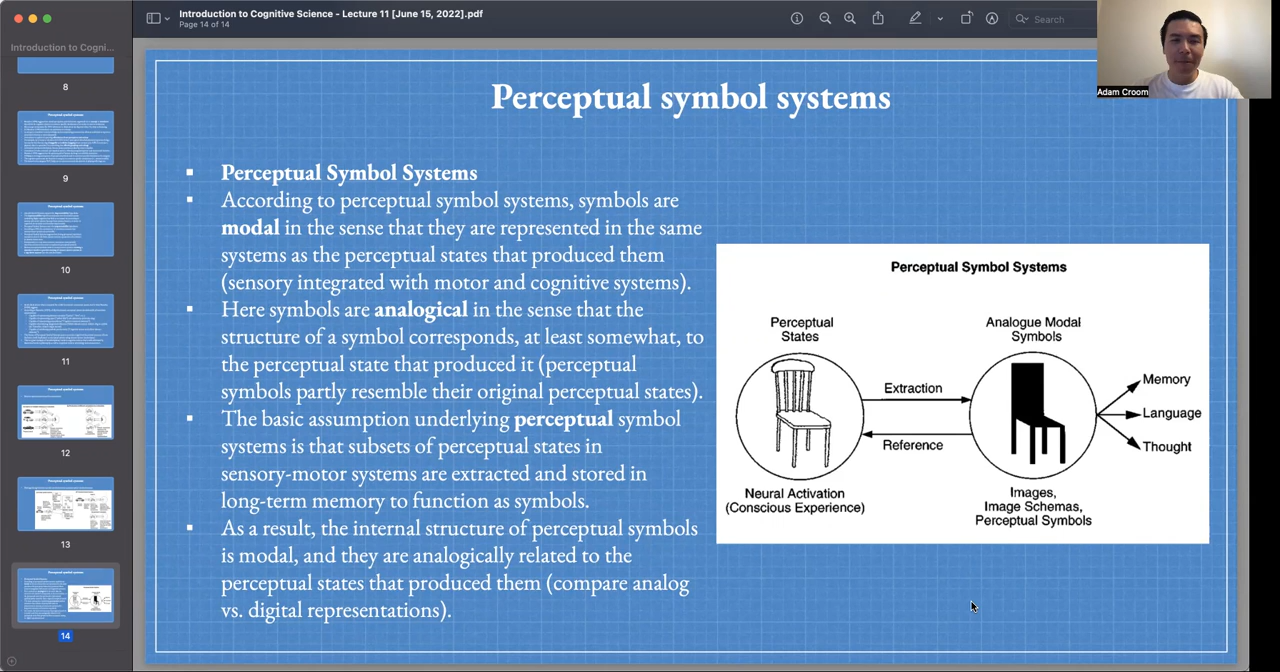 Introduction to Cognitive Science - Lecture 11 [June 15, 2022].pdf
Page 14 of 14
Search
Introduction to Cogni...
8
9
10
11
12
13
14
Adam Croom
Perceptual symbol systems
▪ Perceptual Symbol Systems
▪ According to perceptual symbol systems, symbols are
modal in the sense that they are represented in the same
systems as the perceptual states that produced them
(sensory integrated with motor and cognitive systems).
▪ Here symbols are analogical in the sense that the
structure of a symbol corresponds, at least somewhat, to
the perceptual state that produced it (perceptual
symbols partly resemble their original perceptual states).
▪ The basic assumption underlying perceptual symbol
systems is that subsets of perceptual states in
sensory-motor systems are extracted and stored in
long-term memory to function as symbols.
▪ As a result, the internal structure of perceptual symbols
is modal, and they are analogically related to the
perceptual states that produced them (compare analog
vs. digital representations).
Perceptual Symbol Systems
Perceptual
States
Analogue Modal
Symbols
Extraction
Reference
Memory
Language
Thought
Neural Activation
(Conscious Experience)
Images,
Image Schemas,
Perceptual Symbols